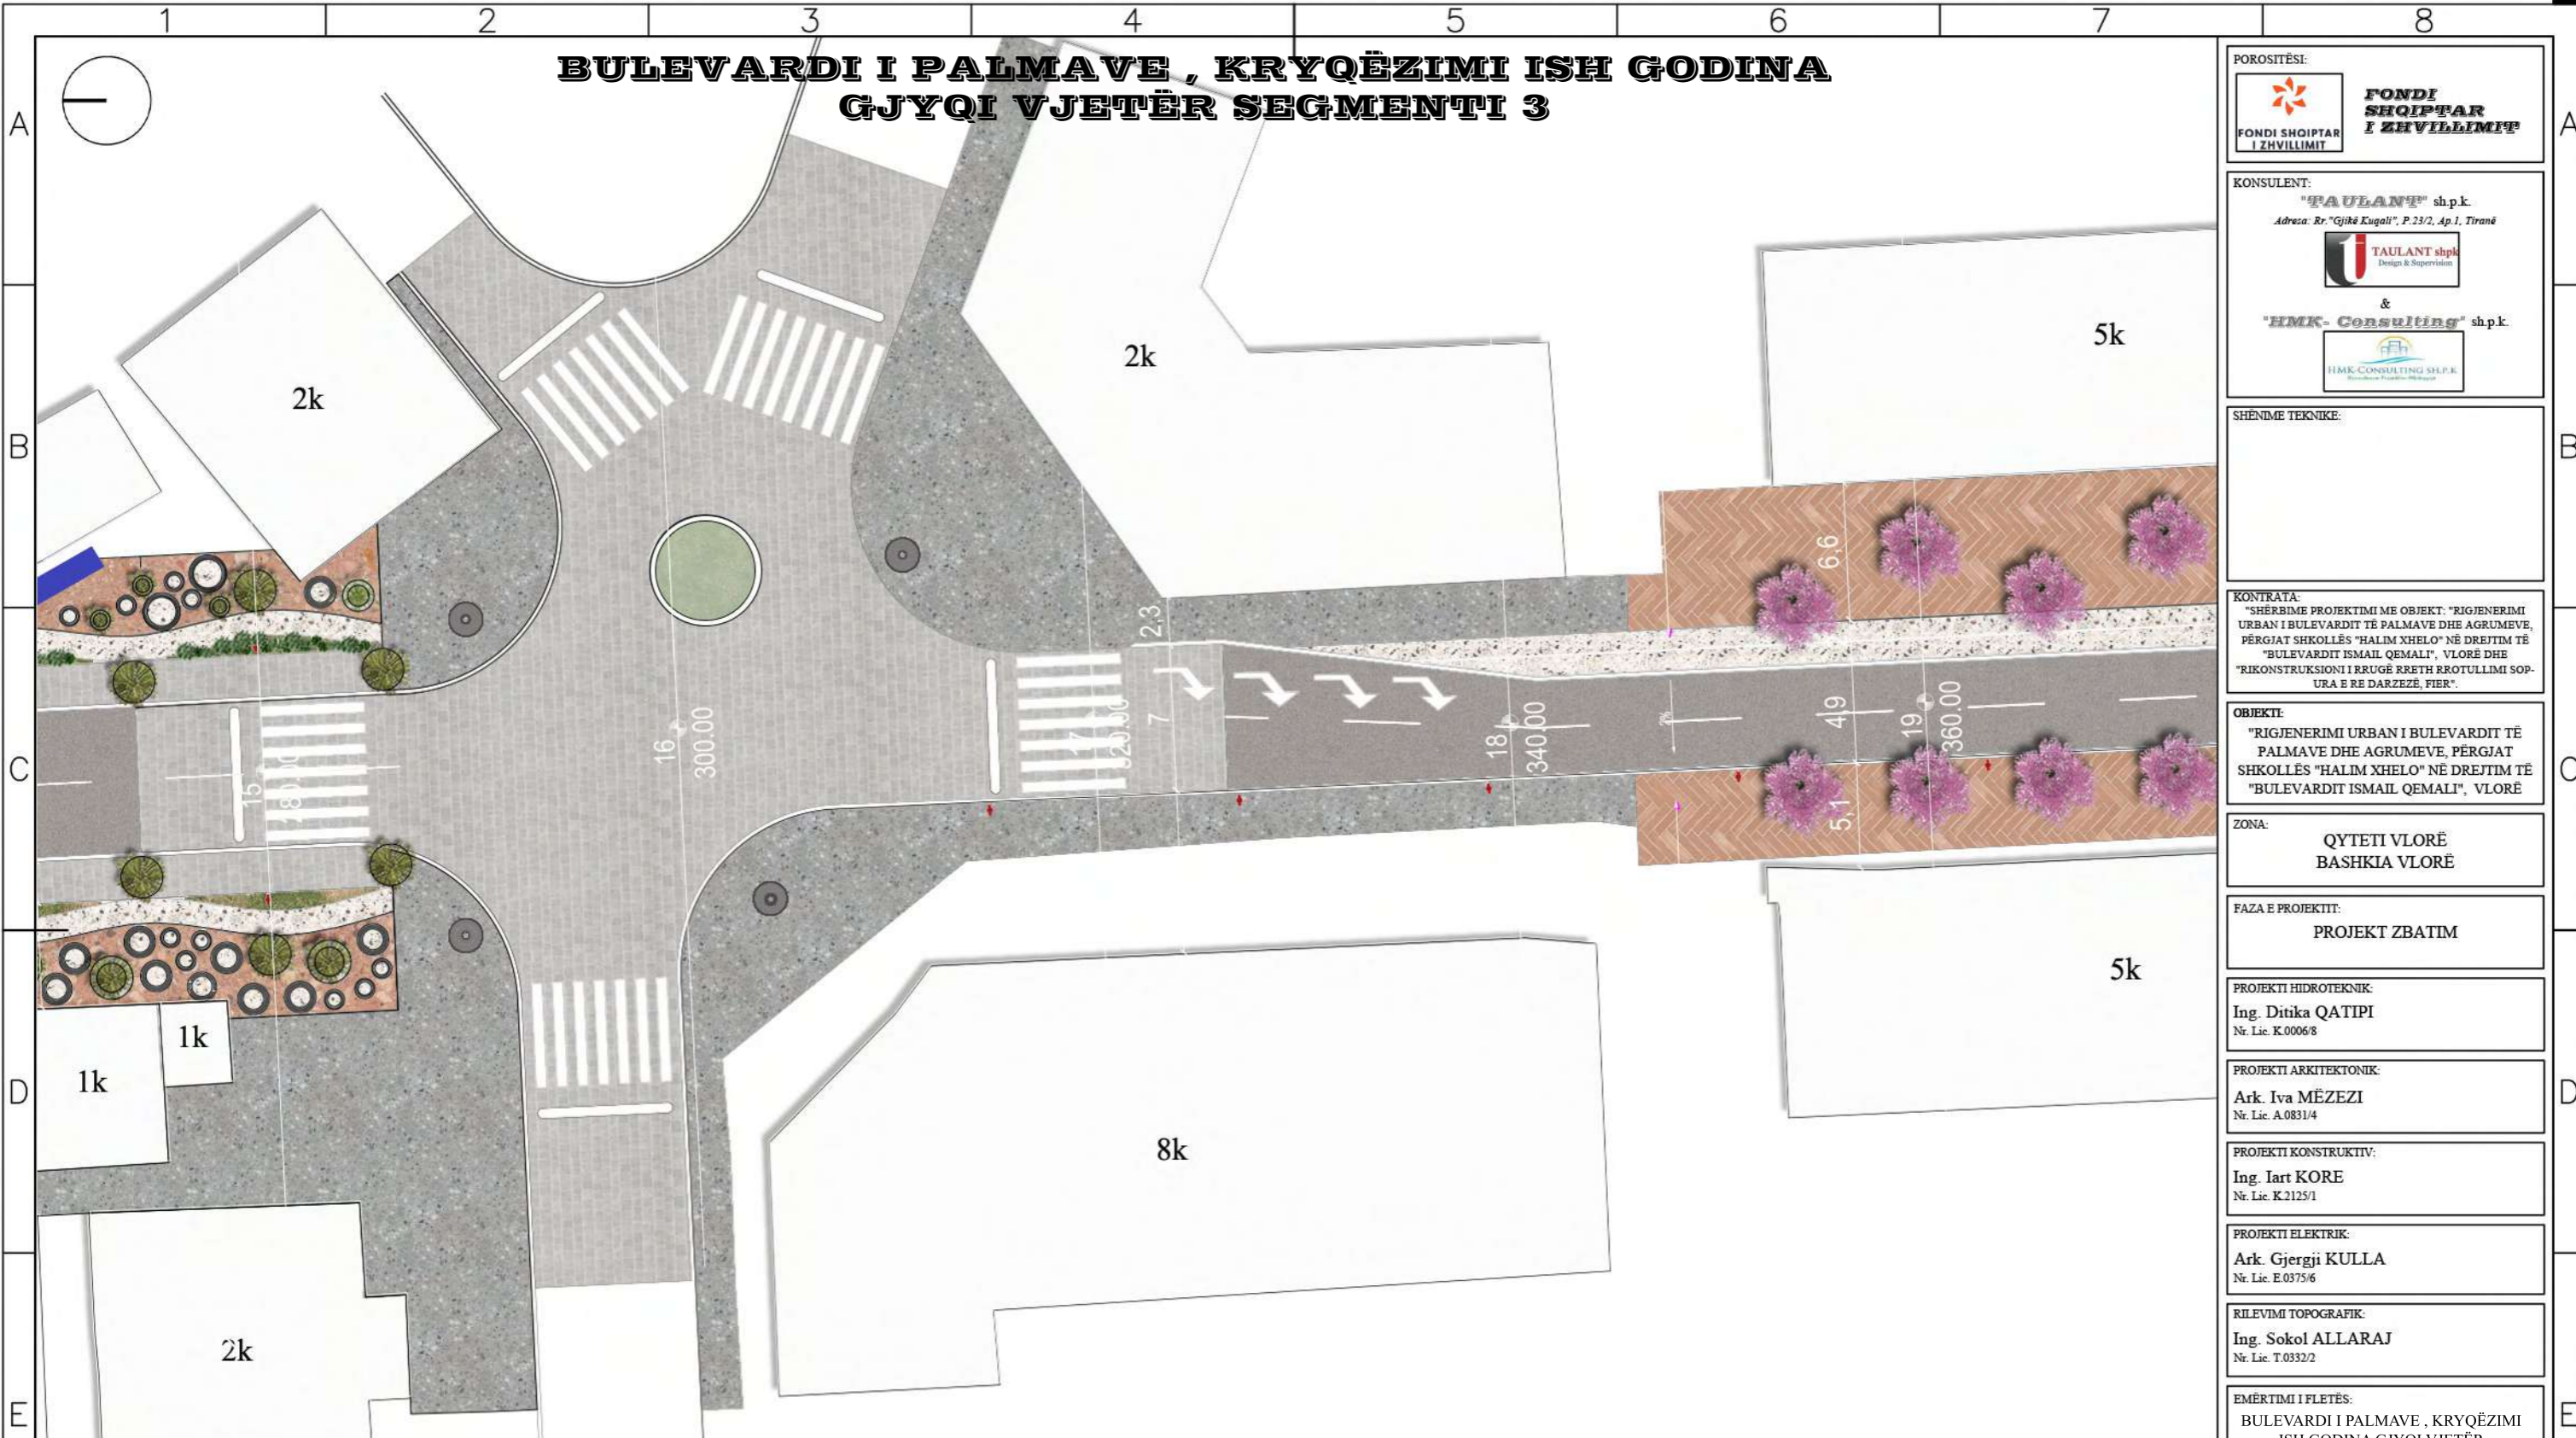 1 2 3 4 5 6 7 8
A
B
C
D
E
BULEVARDI I PALMAVE , KRYQËZIMI ISH GODINA
GJYQI VJETËR SEGMENTI 3
2k
2k
5k
6,6
2,3
15
16
300.00
7
18
340.00
4,9
19
360.00
5,1
1k
1k
2k
8k
5k
A
B
C
D
E
POROSITËSI:
FONDI SHQIPTAR
I ZHVILLIMIT
FONDI
SHQIPTAR
I ZHVILLIMIT
KONSULENT:
"TAULANT" sh.p.k.
Adresa: Rr."Gjikë Kuqali", P.23/2, Ap.1, Tiranë
TAULANT shpk
Design & Supervision
&
"HMK- Consulting" sh.p.k.
HMK-CONSULTING SH.P.K
SHËNIME TEKNIKE:
KONTRATA:
"SHËRBIME PROJEKTIMI ME OBJEKT: "RIGJENERIMI
URBAN I BULEVARDIT TË PALMAVE DHE AGRUMEVE,
PËRGJAT SHKOLLËS "HALIM XHELO" NË DREJTIM TË
"BULEVARDIT ISMAIL QEMALI", VLORË DHE
"RIKONSTRUKSIONI I RRUGË RRETH RROTULLIMI SOP-
URA E RE DARZEZË, FIER".
OBJEKTI:
"RIGJENERIMI URBAN I BULEVARDIT TË
PALMAVE DHE AGRUMEVE, PËRGJAT
SHKOLLËS "HALIM XHELO" NË DREJTIM TË
"BULEVARDIT ISMAIL QEMALI", VLORË
ZONA:
QYTETI VLORË
BASHKIA VLORË
FAZA E PROJEKTIT:
PROJEKT ZBATIM
PROJEKTI HIDROTEKNIK:
Ing. Ditika QATIPI
Nr. Lic. K.0006/8
PROJEKTI ARKITEKTONIK:
Ark. Iva MËZEZI
Nr. Lic. A.0831/4
PROJEKTI KONSTRUKTIV:
Ing. Iart KORE
Nr. Lic. K.2125/1
PROJEKTI ELEKTRIK:
Ark. Gjergji KULLA
Nr. Lic. E.0375/6
RILEVIMI TOPOGRAFIK:
Ing. Sokol ALLARAJ
Nr. Lic. T.0332/2
EMËRTIMI I FLETËS:
BULEVARDI I PALMAVE , KRYQËZIMI